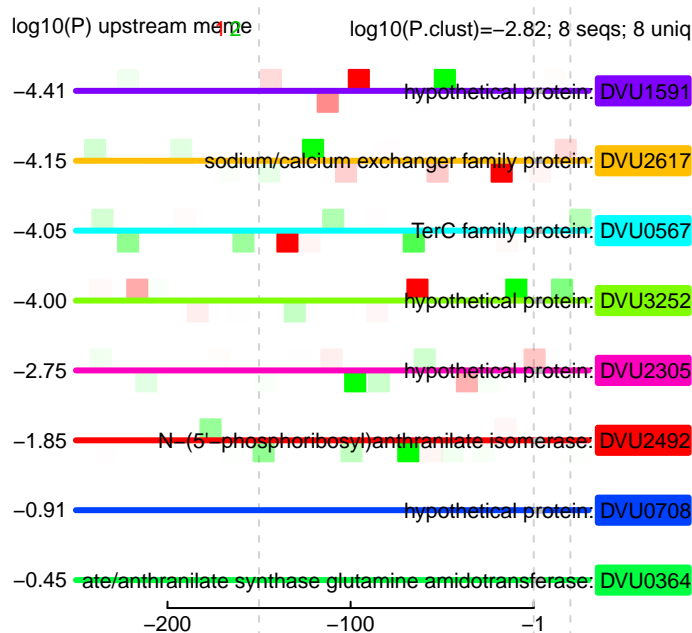 log10(P) upstream meme 12 log10(P.clust)=−2.82; 8 seqs; 8 uniq
−4.41 hypothetical protein: DVU1591
−4.15 sodium/calcium exchanger family protein: DVU2617
−4.05 TerC family protein: DVU0567
−4.00 hypothetical protein: DVU3252
−2.75 hypothetical protein: DVU2305
−1.85 N−(5'−phosphoribosyl)anthranilate isomerase: DVU2492
−0.91 hypothetical protein: DVU0708
−0.45 ate/anthranilate synthase glutamine amidotransferase: DVU0364
−200 −100 −1